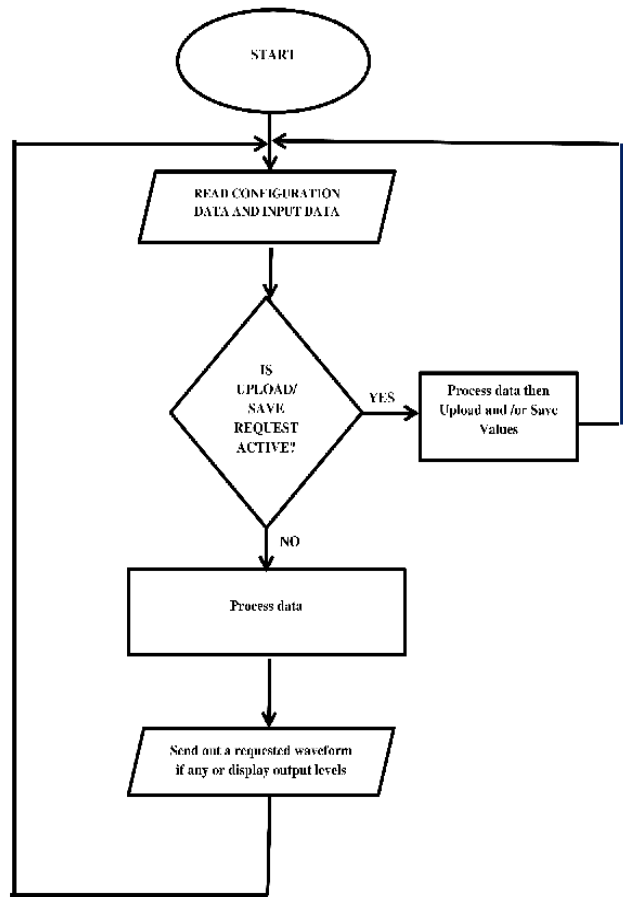 START
READ CONFIGURATION
DATA AND INPUT DATA
IS
UPLOAD/
SAVE
REQUEST
ACTIVE?
YES
Process data then
Upload and /or Save
Values
NO
Process data
Send out a requested waveform
if any or display output levels